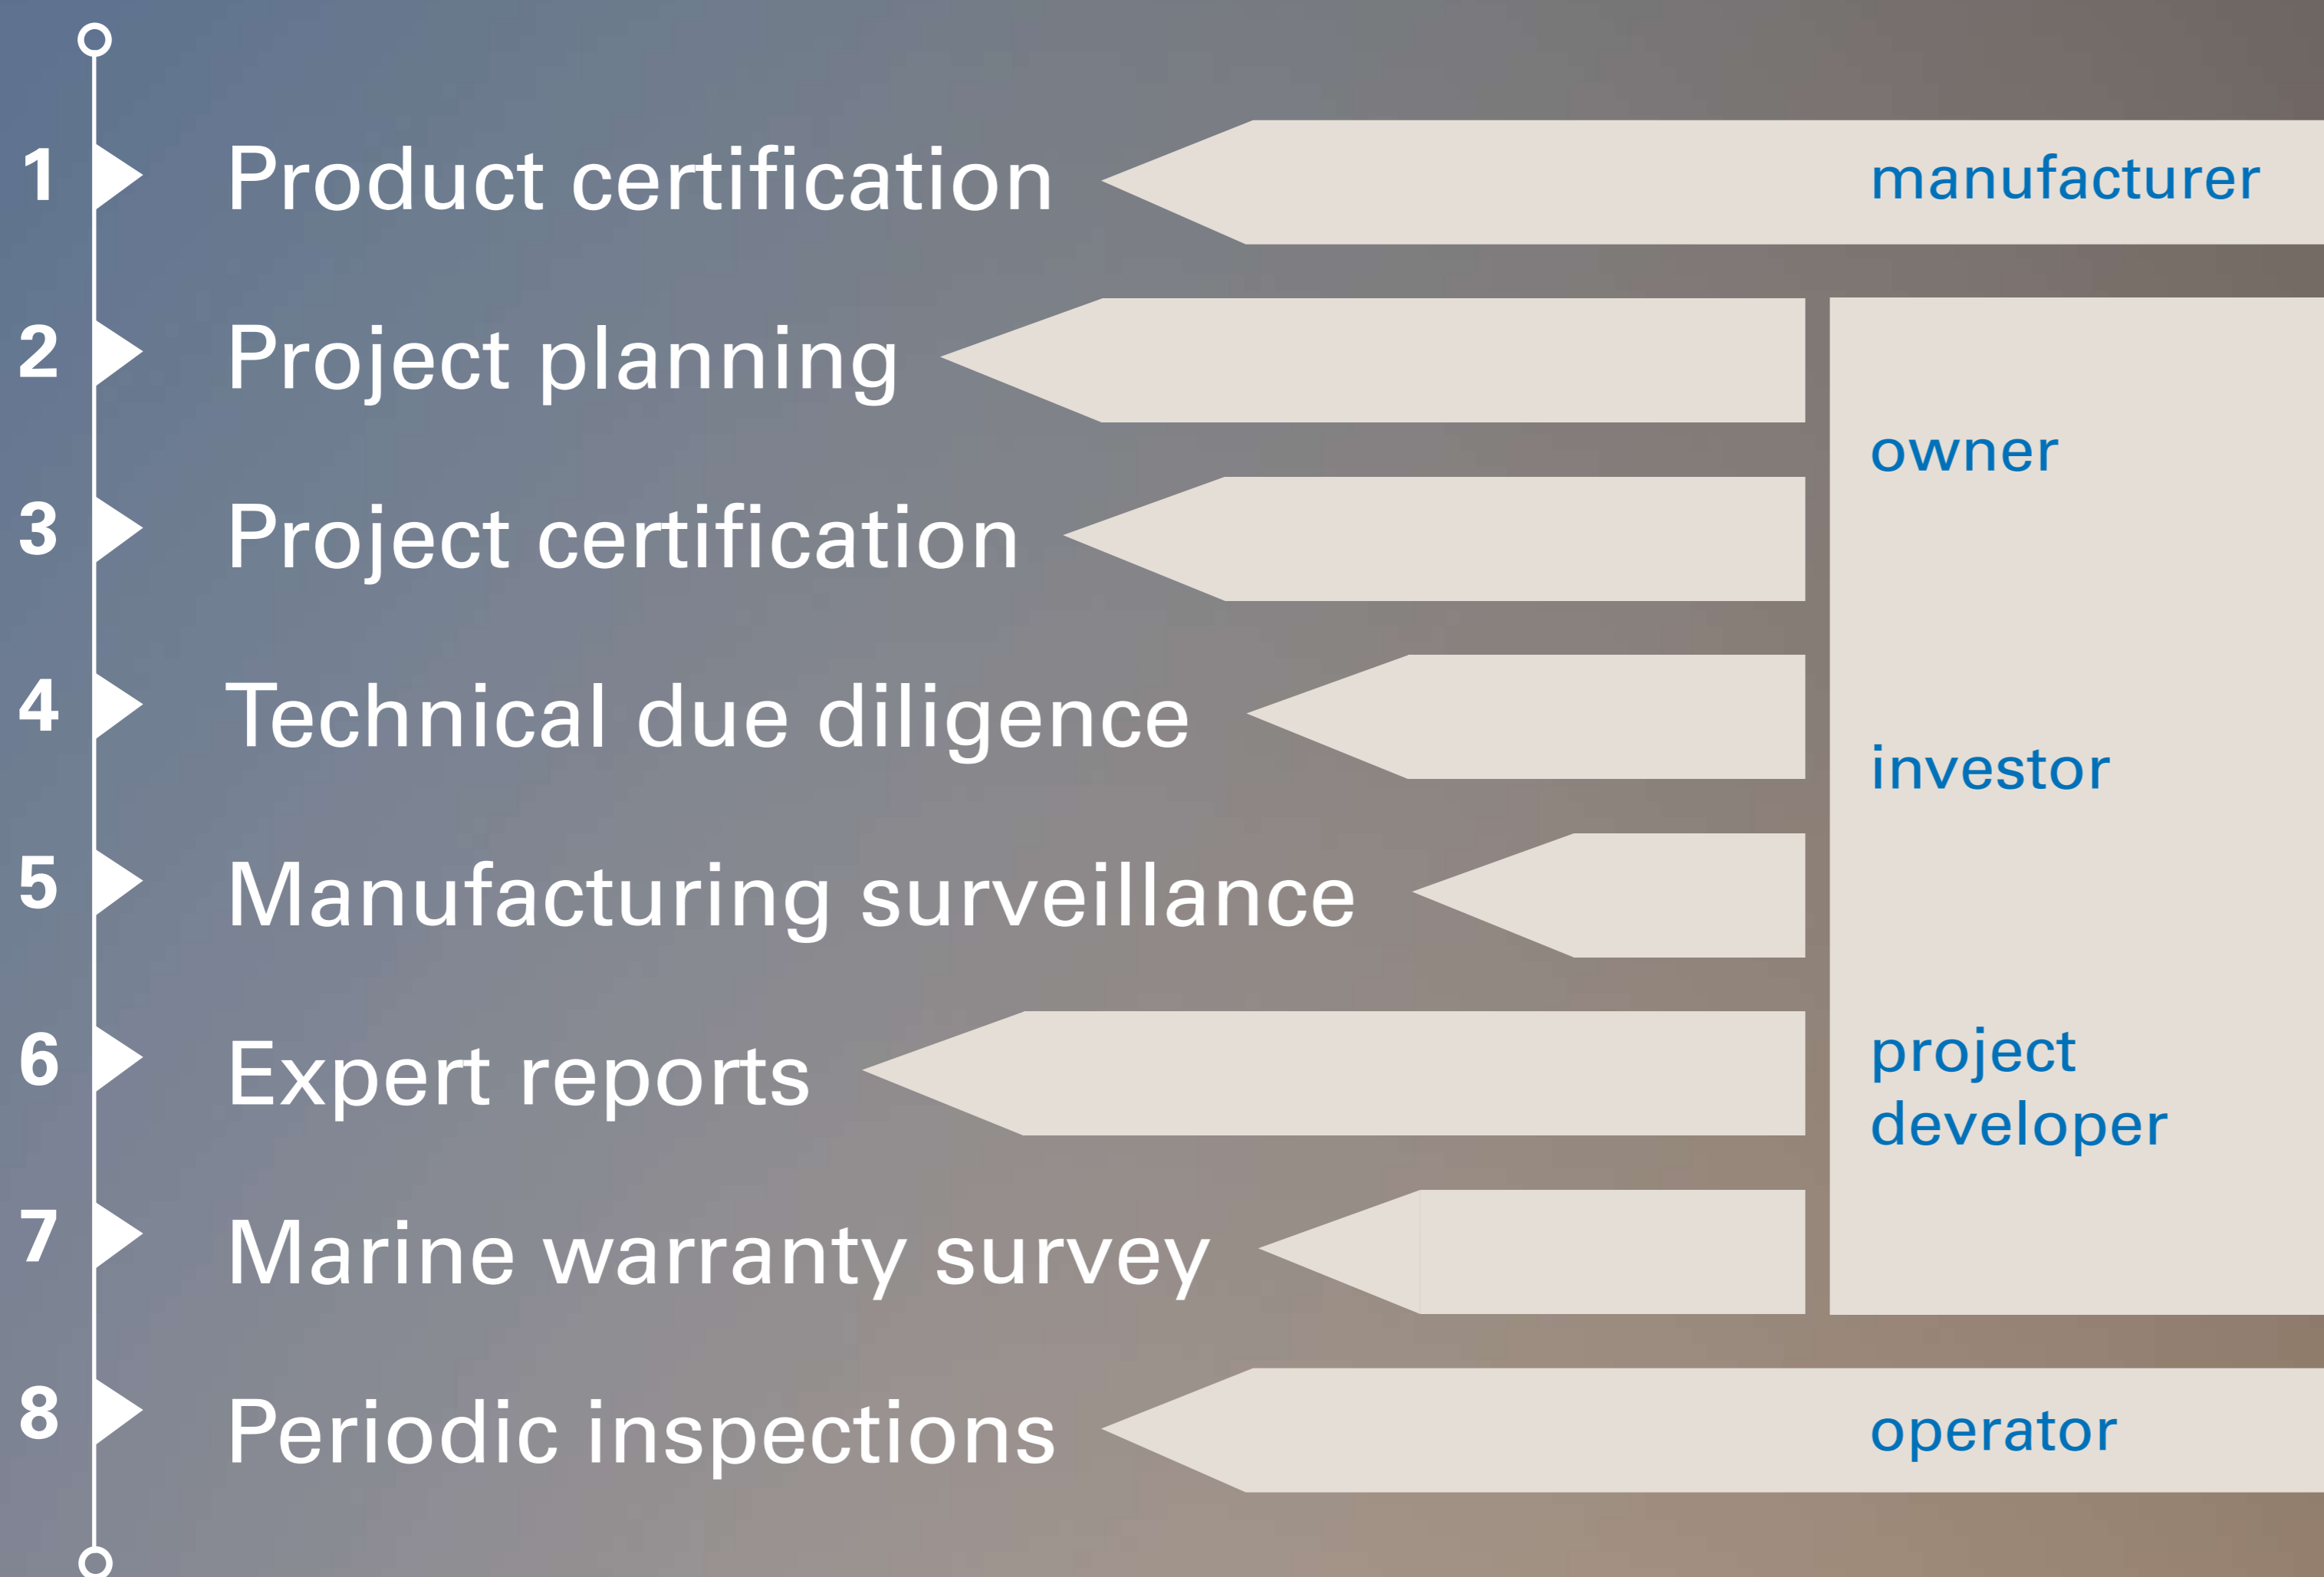 1 Product certification manufacturer
2 Project planning
owner
3 Project certification
4 Technical due diligence
investor
5 Manufacturing surveillance
6 Expert reports
project
developer
7 Marine warranty survey
8 Periodic inspections operator